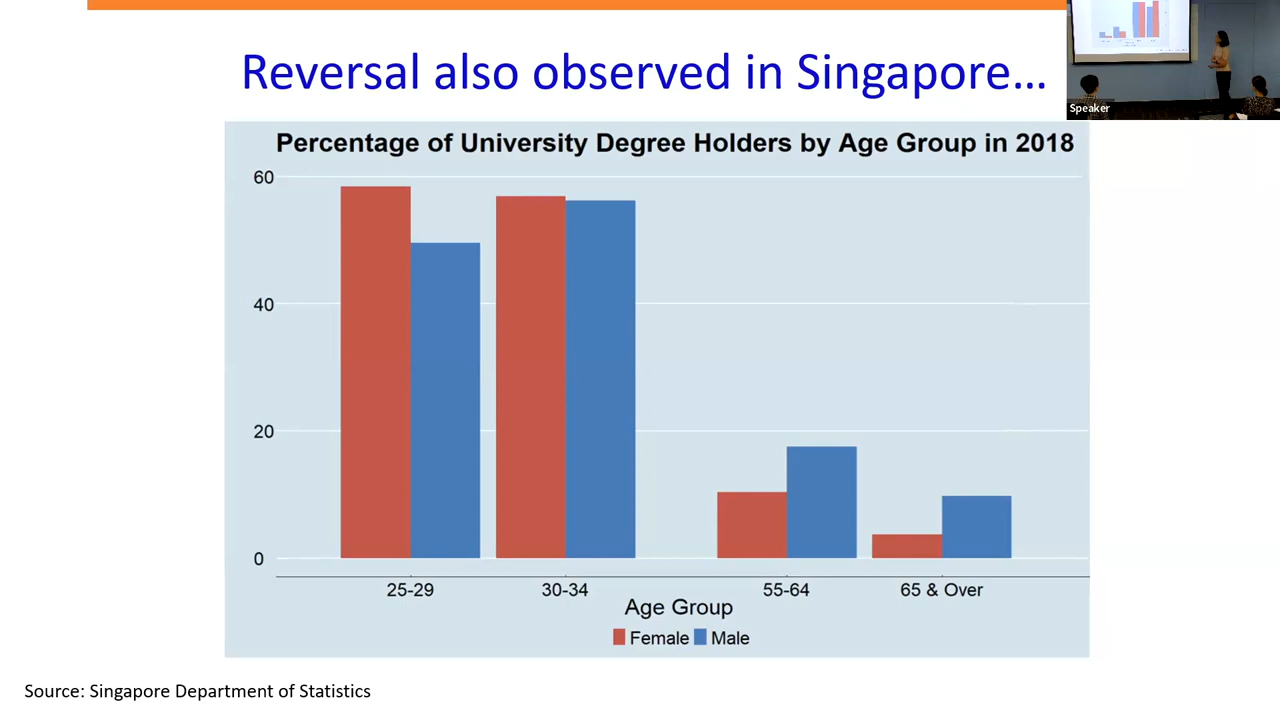 Reversal also observed in Singapore...
Speaker
Percentage of University Degree Holders by Age Group in 2018
60
40
20
0
25-29 30-34 55-64 65 & Over
Age Group
Female Male
Source: Singapore Department of Statistics